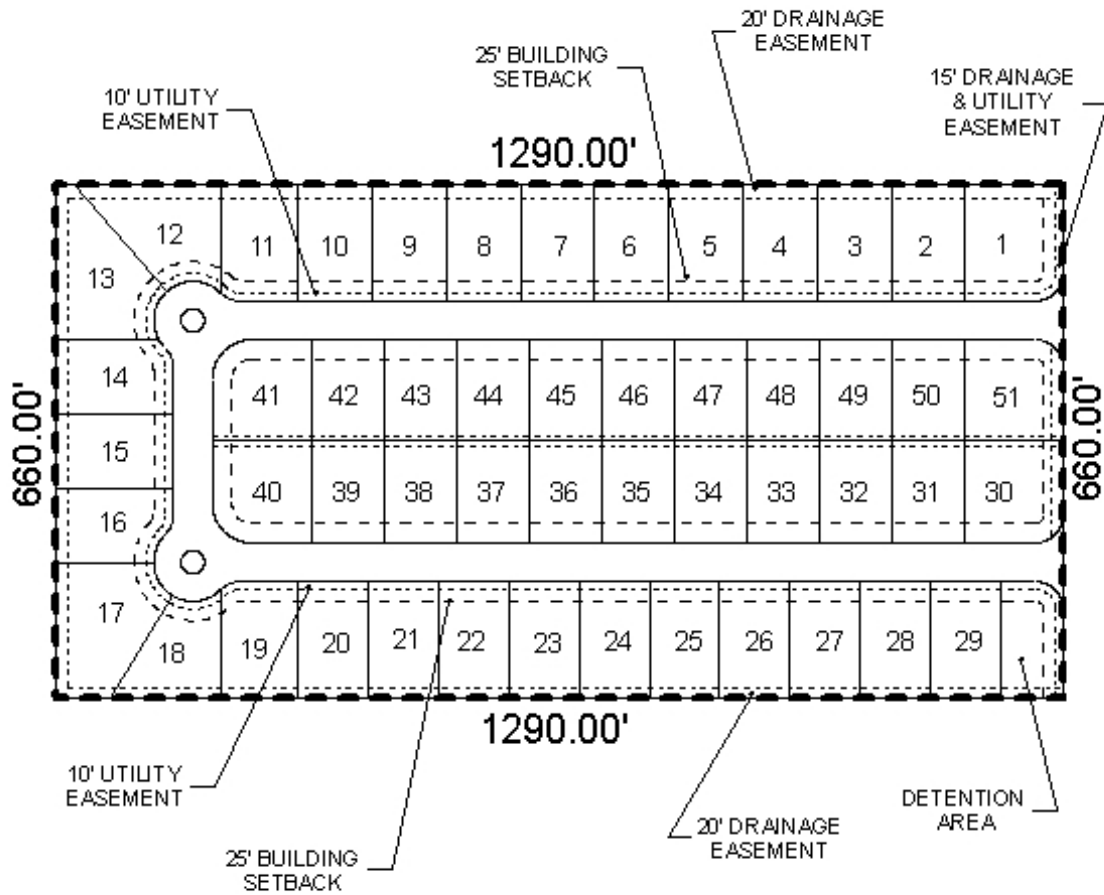 20' DRAINAGE
EASEMENT
25' BUILDING
SETBACK
15' DRAINAGE
& UTILITY
EASEMENT
10' UTILITY
EASEMENT
1290.00'
12 11 10 9 8 7 6 5 4 3 2 1
13
14 41 42 43 44 45 46 47 48 49 50 51
660.00'
660.00'
15
16 40 39 38 37 36 35 34 33 32 31 30
17
18 19 20 21 22 23 24 25 26 27 28 29
1290.00'
10' UTILITY
EASEMENT
DETENTION
AREA
20' DRAINAGE
EASEMENT
25' BUILDING
SETBACK